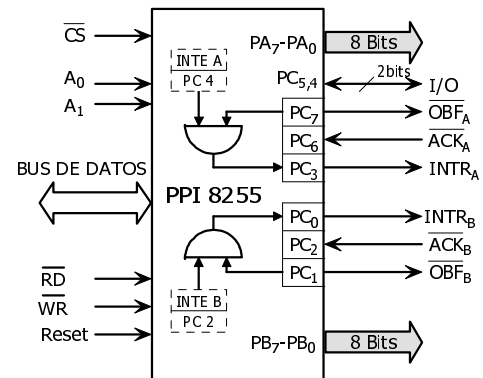 CS
A0
A1
BUS DE DATOS
RD
WR
Reset
PPI 8255
INTE A
PC 4
INTE B
PC 2
PA7-PA0
8 Bits
PC5,4
2bits
I/O
PC7
OBFA
PC6
ACKA
PC3
INTRA
PC0
INTRB
PC2
ACKB
PC1
OBFB
PB7-PB0
8 Bits